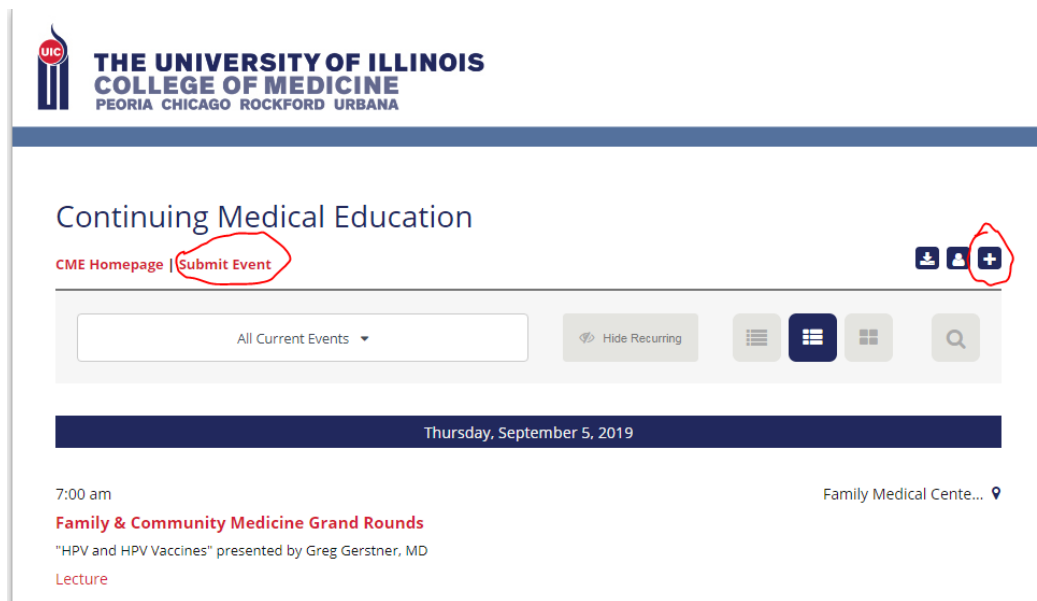 UIC
THE UNIVERSITY OF ILLINOIS
COLLEGE OF MEDICINE
PEORIA CHICAGO ROCKFORD URBANA
Continuing Medical Education
CME Homepage | Submit Event
All Current Events
Hide Recurring
Thursday, September 5, 2019
7:00 am
Family Medical Cente...
Family & Community Medicine Grand Rounds
"HPV and HPV Vaccines" presented by Greg Gerstner, MD
Lecture